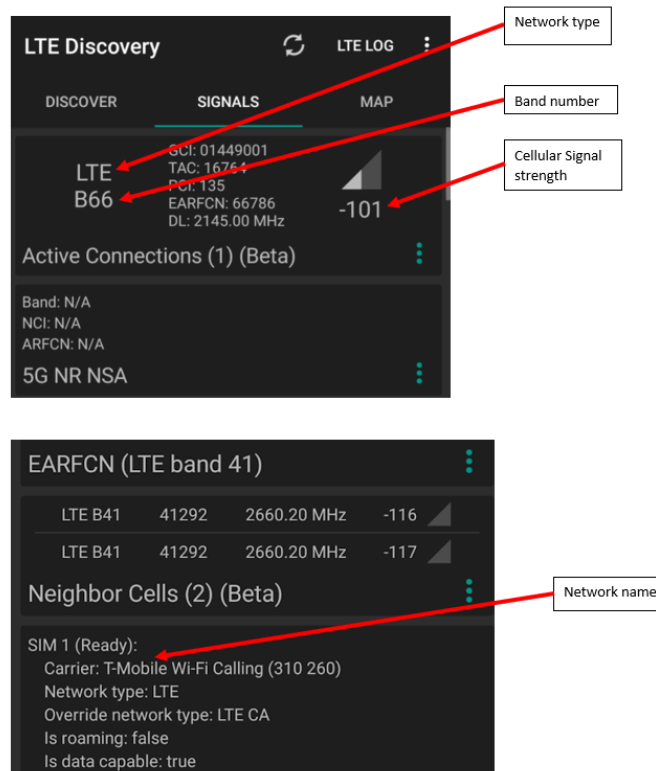 Network type
LTE Discovery LTE LOG
DISCOVER SIGNALS MAP
Band number
Cellular Signal
strength
LTE
B66
GCI: 01449001
TAC: 16764
PCI: 135
EARFCN: 66786
DL: 2145.00 MHz
-101
Active Connections (1) (Beta)
Band: N/A
NCI: N/A
ARFCN: N/A
5G NR NSA
EARFCN (LTE band 41)
LTE B41 41292 2660.20 MHz -116
LTE B41 41292 2660.20 MHz -117
Neighbor Cells (2) (Beta)
Network name
SIM 1 (Ready):
Carrier: T-Mobile Wi-Fi Calling (310 260)
Network type: LTE
Override network type: LTE CA
Is roaming: false
Is data capable: true